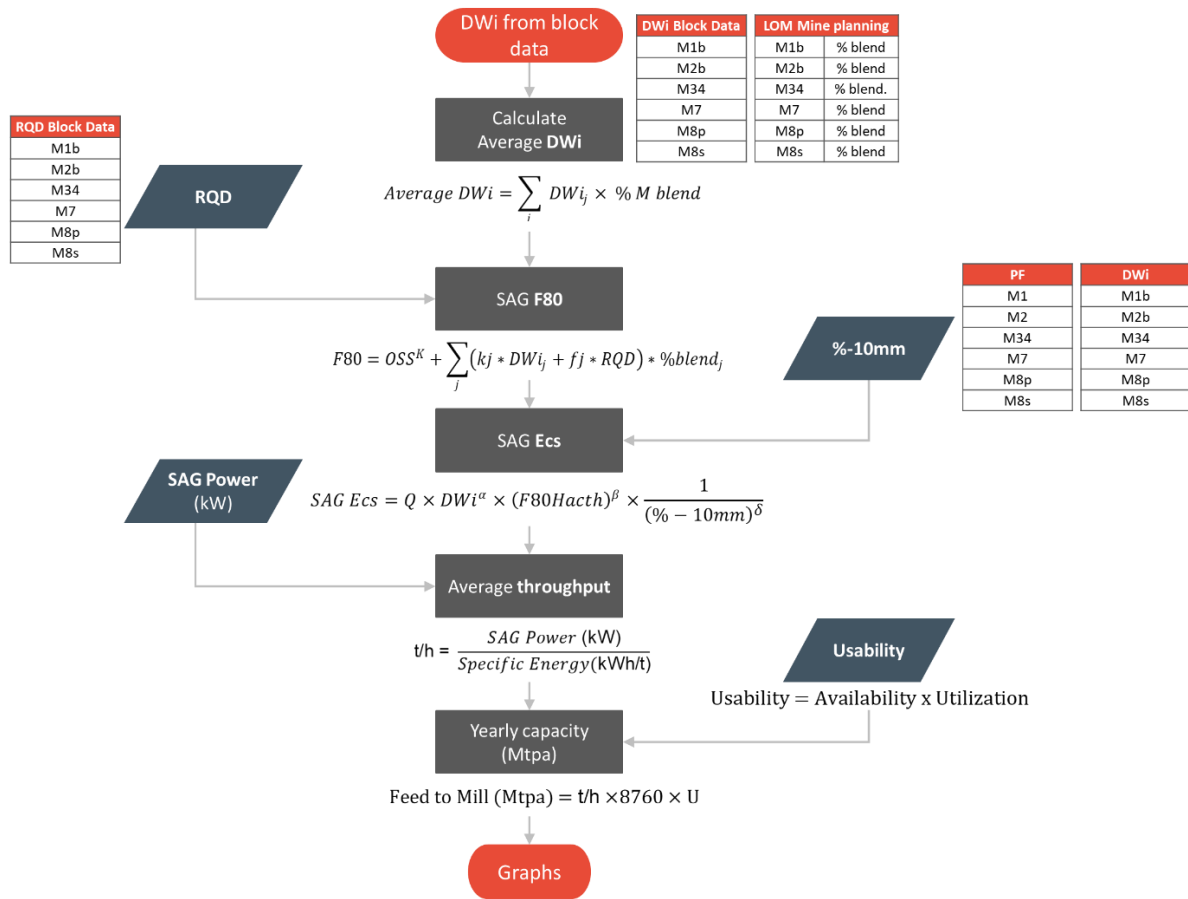 DWi from block
data
DWi Block Data
M1b
M2b
M34
M7
M8p
M8s
LOM Mine planning
M1b % blend
M2b % blend
M34 % blend.
M7 % blend
M8p % blend
M8s % blend
Calculate
Average DWi
RQD Block Data
M1b
M2b
M34
M7
M8p
M8s
RQD
Average DWi = ∑_i DWi_j × % M blend
SAG F80
PF
M1
M2
M34
M7
M8p
M8s
DWi
M1b
M2b
M34
M7
M8p
M8s
%-10mm
F80 = OSS^K + ∑_j (kj * DWi_j + fj * RQD) * %blend_j
SAG Ecs
SAG Power
(kW)
SAG Ecs = Q × DWi^α × (F80Hacth)^β × 1 / (% − 10mm)^δ
Average throughput
t/h = SAG Power (kW) / Specific Energy(kWh/t)
Usability
Usability = Availability x Utilization
Yearly capacity
(Mtpa)
Feed to Mill (Mtpa) = t/h ×8760 × U
Graphs